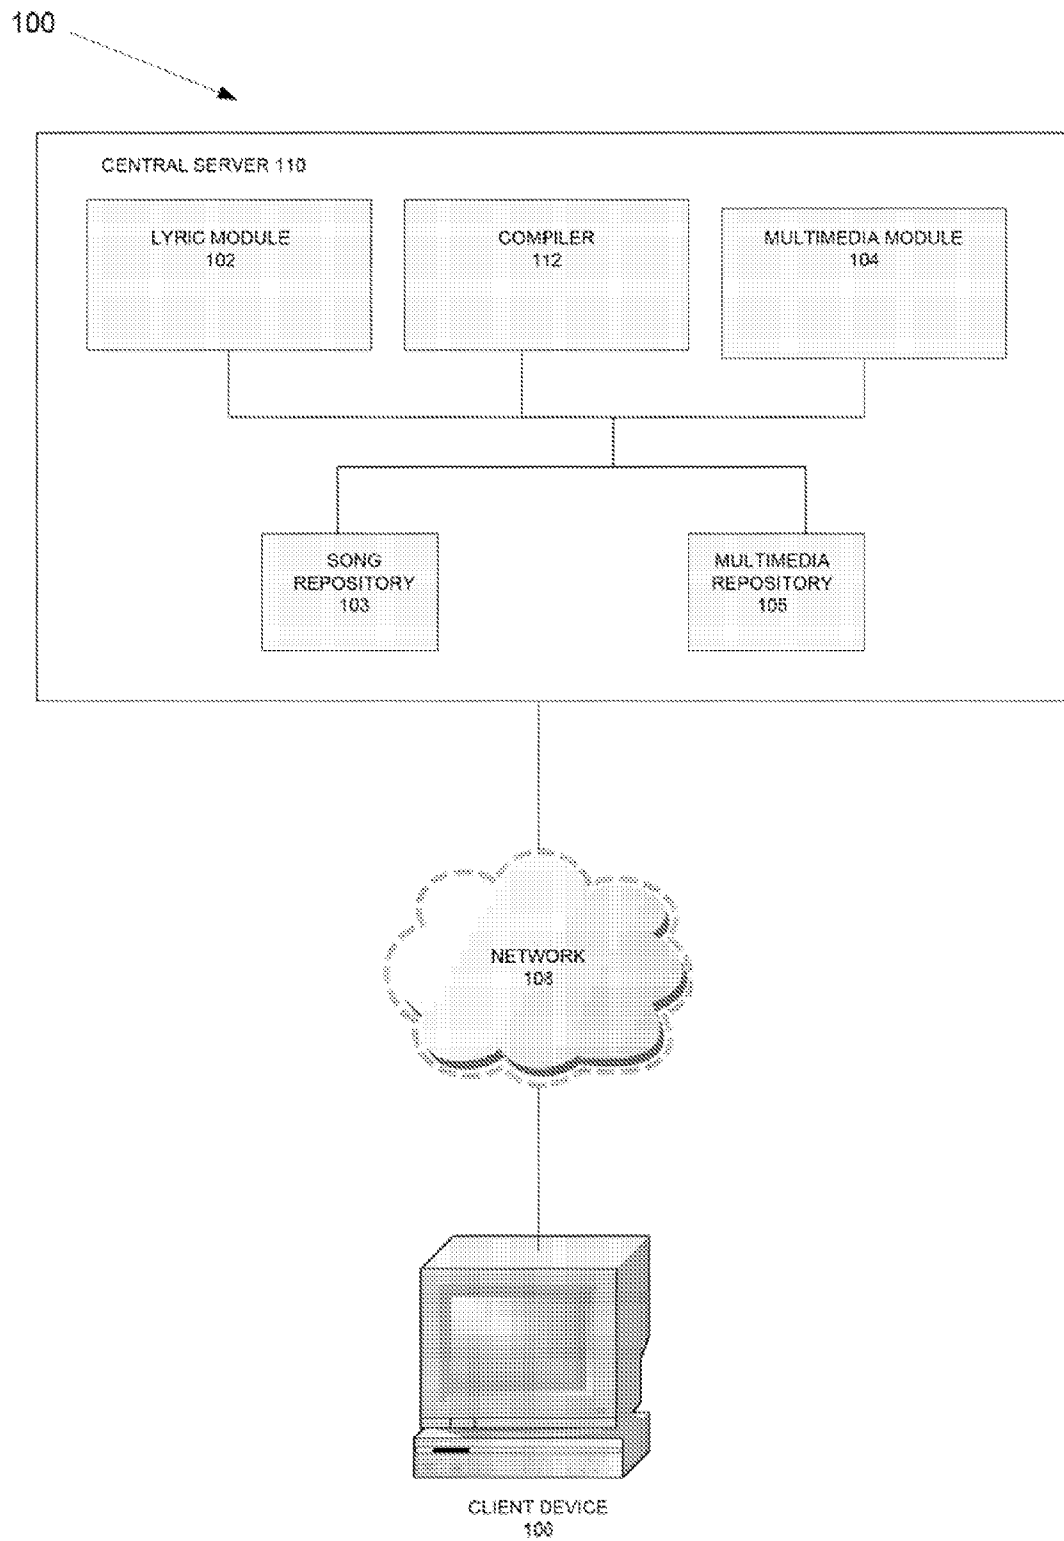 100
CENTRAL SERVER 110
LYRIC MODULE
102
COMPILER
112
MULTIMEDIA MODULE
104
SONG
REPOSITORY
103
MULTIMEDIA
REPOSITORY
105
NETWORK
108
CLIENT DEVICE
106